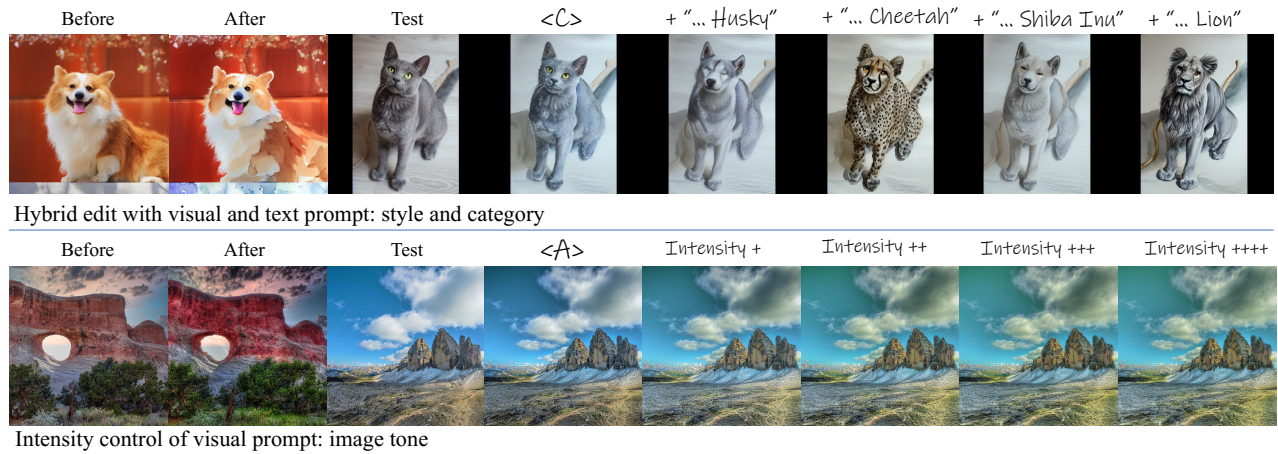 Before After Test <C> + "... Husky" + "... Cheetah" + "... Shiba Inu" + "... Lion"
Hybrid edit with visual and text prompt: style and category
Before After Test <A> Intensity + Intensity ++ Intensity +++ Intensity ++++
Intensity control of visual prompt: image tone